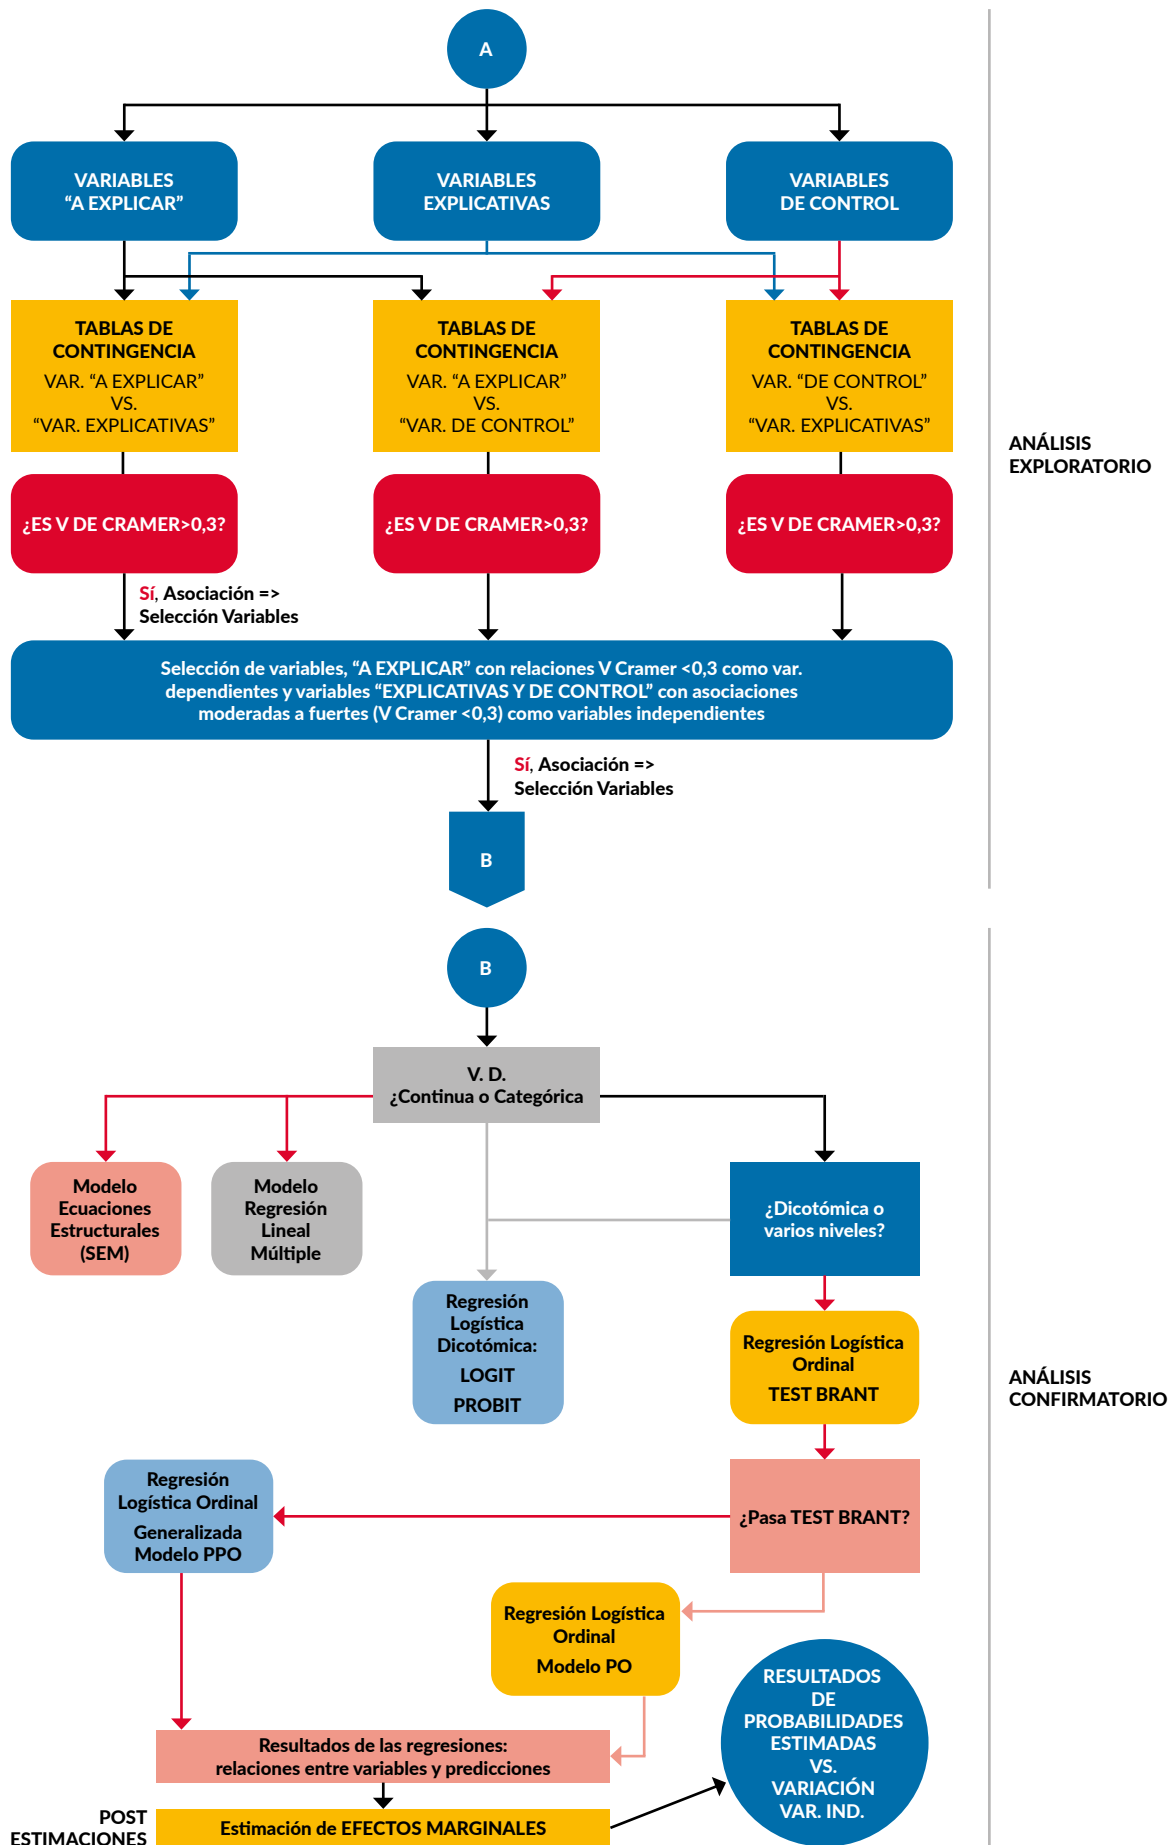 A
VARIABLES
“A EXPLICAR”
VARIABLES
EXPLICATIVAS
VARIABLES
DE CONTROL
TABLAS DE
CONTINGENCIA
VAR. “A EXPLICAR”
VS.
“VAR. EXPLICATIVAS”
TABLAS DE
CONTINGENCIA
VAR. “A EXPLICAR”
VS.
“VAR. DE CONTROL”
TABLAS DE
CONTINGENCIA
VAR. “DE CONTROL”
VS.
“VAR. EXPLICATIVAS”
ANÁLISIS
EXPLORATORIO
¿ES V DE CRAMER>0,3?
¿ES V DE CRAMER>0,3?
¿ES V DE CRAMER>0,3?
Sí, Asociación =>
Selección Variables
Selección de variables, “A EXPLICAR” con relaciones V Cramer <0,3 como var.
dependientes y variables “EXPLICATIVAS Y DE CONTROL” con asociaciones
moderadas a fuertes (V Cramer <0,3) como variables independientes
Sí, Asociación =>
Selección Variables
B
B
V. D.
¿Continua o Categórica
Modelo
Ecuaciones
Estructurales
(SEM)
Modelo
Regresión
Lineal
Múltiple
¿Dicotómica o
varios niveles?
Regresión
Logística
Dicotómica:
LOGIT
PROBIT
Regresión Logística
Ordinal
TEST BRANT
ANÁLISIS
CONFIRMATORIO
Regresión
Logística Ordinal
Generalizada
Modelo PPO
¿Pasa TEST BRANT?
Regresión Logística
Ordinal
Modelo PO
RESULTADOS
DE
PROBABILIDADES
ESTIMADAS
VS.
VARIACIÓN
VAR. IND.
Resultados de las regresiones:
relaciones entre variables y predicciones
POST
ESTIMACIONES
Estimación de EFECTOS MARGINALES